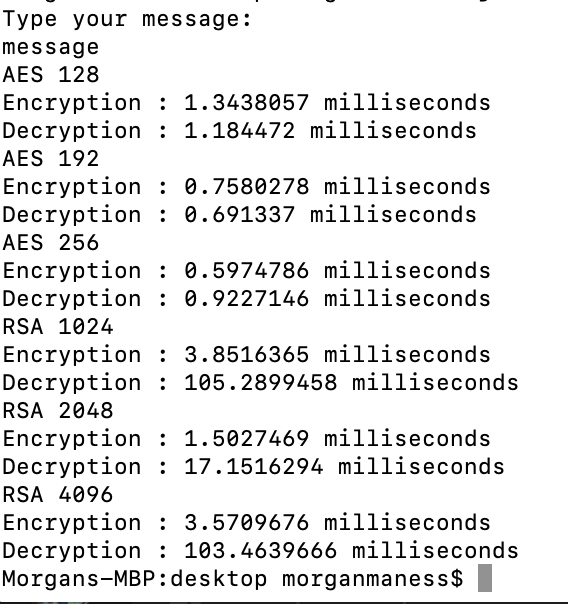 Type your message:
message
AES 128
Encryption : 1.3438057 milliseconds
Decryption : 1.184472 milliseconds
AES 192
Encryption : 0.7580278 milliseconds
Decryption : 0.691337 milliseconds
AES 256
Encryption : 0.5974786 milliseconds
Decryption : 0.9227146 milliseconds
RSA 1024
Encryption : 3.8516365 milliseconds
Decryption : 105.2899458 milliseconds
RSA 2048
Encryption : 1.5027469 milliseconds
Decryption : 17.1516294 milliseconds
RSA 4096
Encryption : 3.5709676 milliseconds
Decryption : 103.4639666 milliseconds
Morgans-MBP:desktop morganmaness$